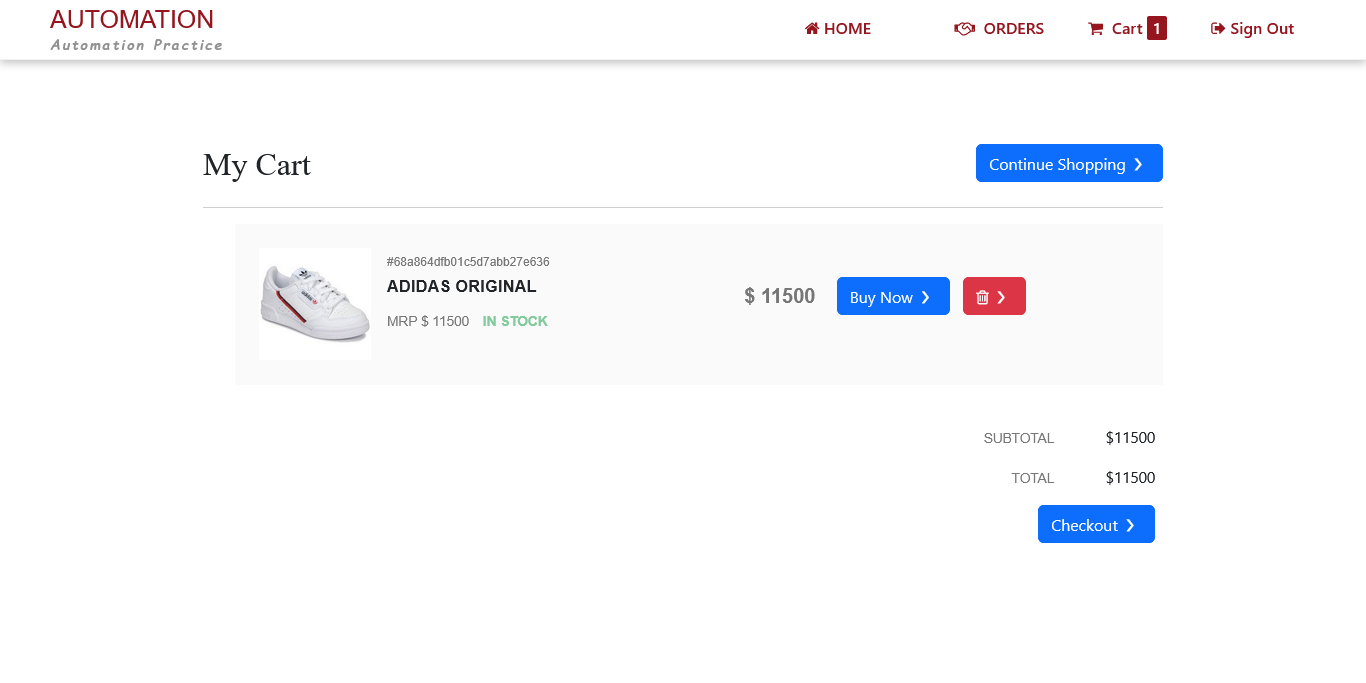 AUTOMATION
Automation Practice
HOME
ORDERS
Cart 1
Sign Out
My Cart
Continue Shopping ❯
#68a864dfb01c5d7abb27e636
ADIDAS ORIGINAL
MRP $ 11500 IN STOCK
$ 11500
Buy Now ❯
❯
SUBTOTAL $11500
TOTAL $11500
Checkout ❯